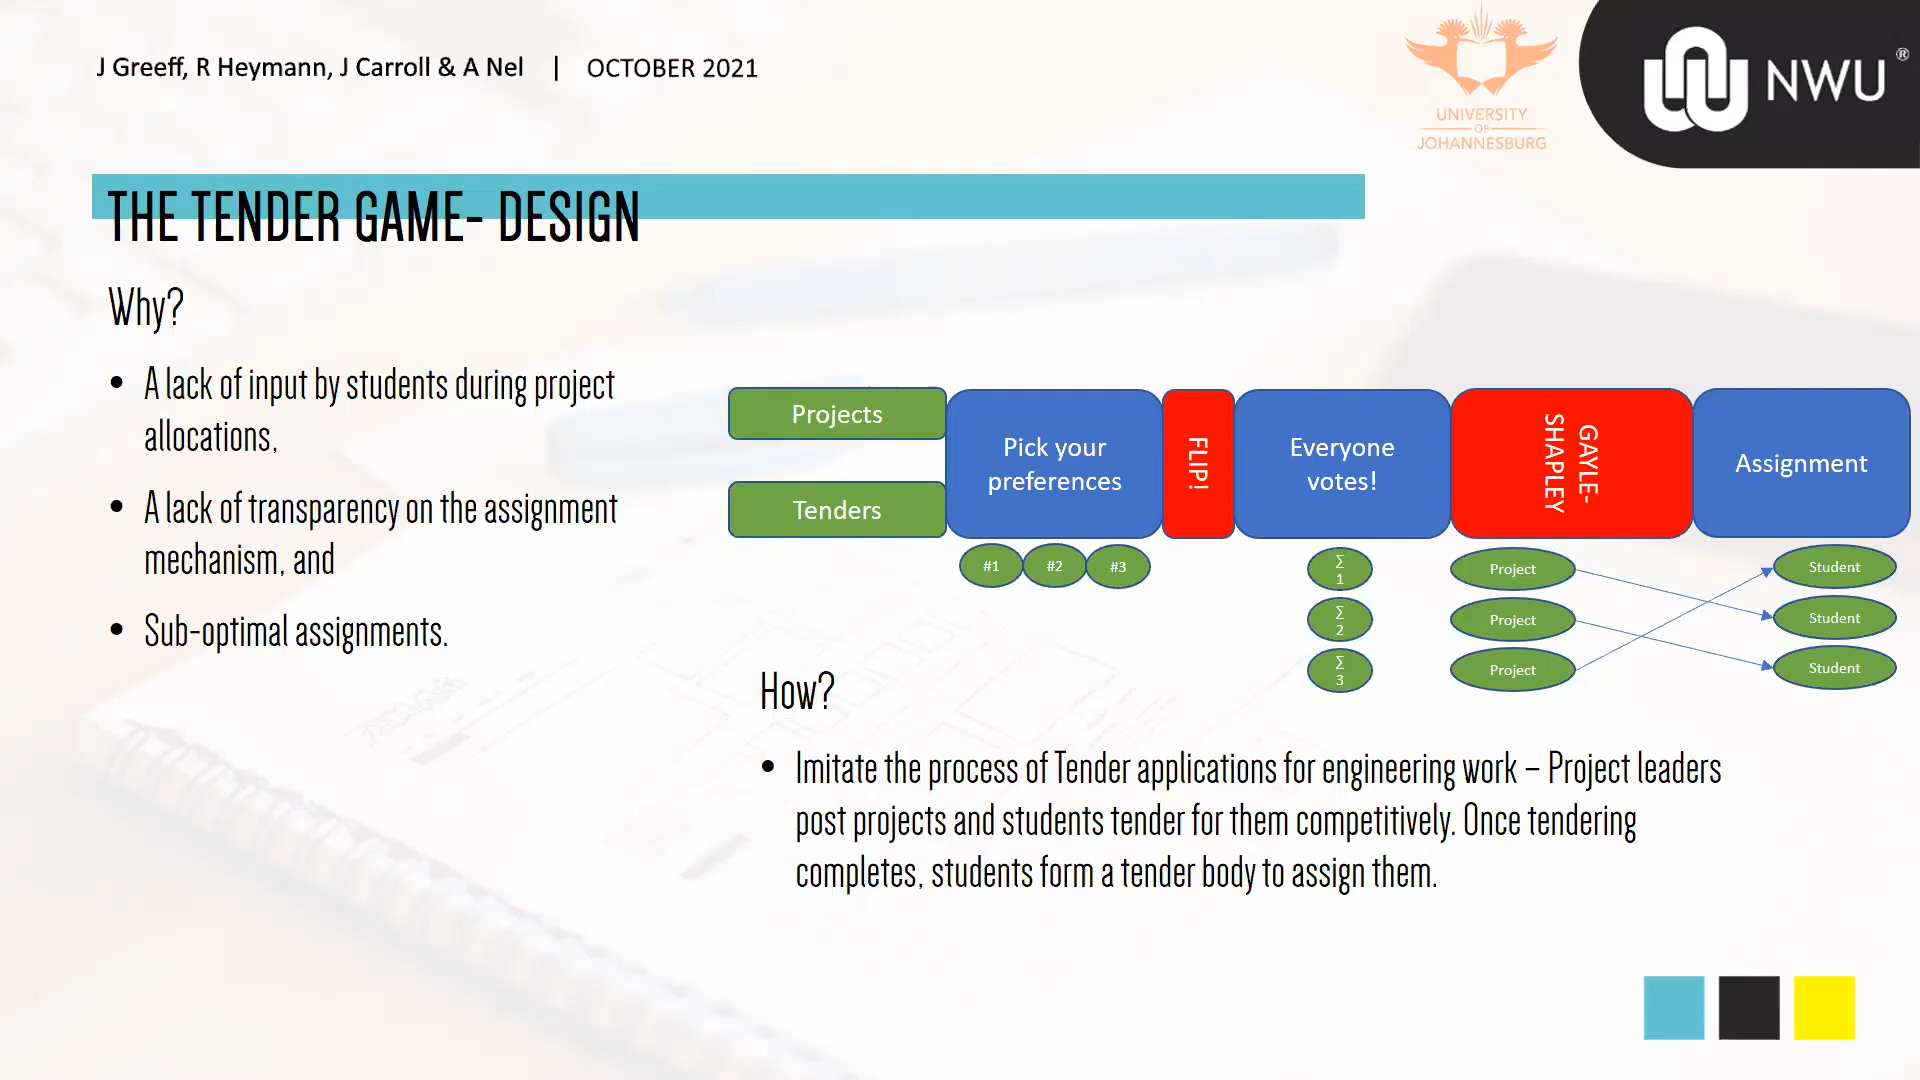 J Greeff, R Heymann, J Carroll & A Nel | OCTOBER 2021
UNIVERSITY
OF
JOHANNESBURG
NWU®
THE TENDER GAME- DESIGN
Why?
• A lack of input by students during project
allocations,
• A lack of transparency on the assignment
mechanism, and
• Sub-optimal assignments.
Projects
Tenders
Pick your
preferences
#1 #2 #3
FLIP!
Everyone
votes!
∑
1
∑
2
∑
3
GAYLE-
SHAPLEY
Project
Project
Project
Assignment
Student
Student
Student
How?
• Imitate the process of Tender applications for engineering work – Project leaders
post projects and students tender for them competitively. Once tendering
completes, students form a tender body to assign them.